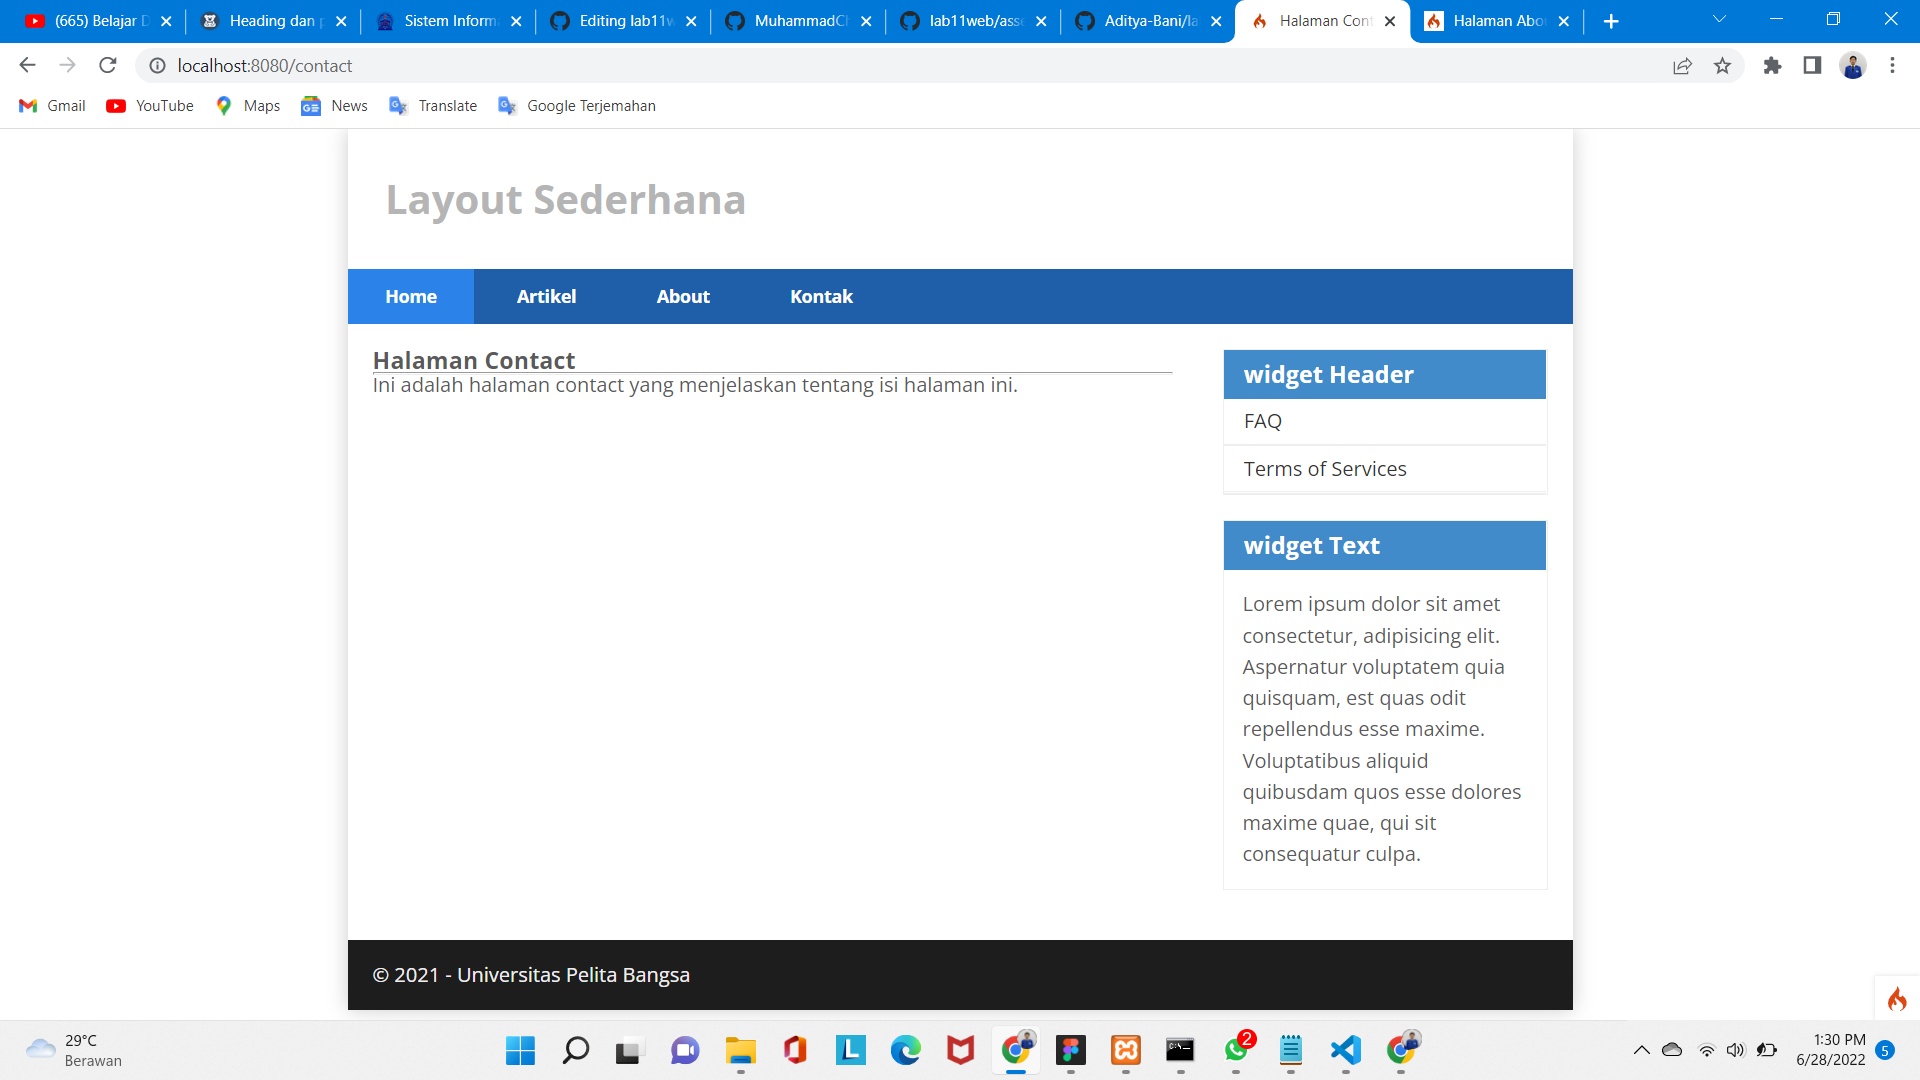 (665) Belajar D
Heading dan p
Sistem Informa
Editing lab11w
MuhammadCh
lab11web/asse
Aditya-Bani/la
Halaman Cont
Halaman Abou
localhost:8080/contact
Gmail
YouTube
Maps
News
Translate
Google Terjemahan
Layout Sederhana
Home
Artikel
About
Kontak
Halaman Contact
Ini adalah halaman contact yang menjelaskan tentang isi halaman ini.
widget Header
FAQ
Terms of Services
widget Text
Lorem ipsum dolor sit amet
consectetur, adipisicing elit.
Aspernatur voluptatem quia
quisquam, est quas odit
repellendus esse maxime.
Voluptatibus aliquid
quibusdam quos esse dolores
maxime quae, qui sit
consequatur culpa.
© 2021 - Universitas Pelita Bangsa
29°C
Berawan
2
1:30 PM
6/28/2022
5